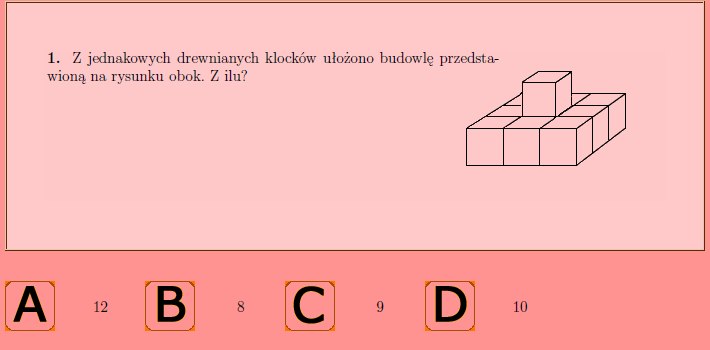 1. Z jednakowych drewnianych klocków ułożono budowlę przedsta-
wioną na rysunku obok. Z ilu?
A 12 B 8 C 9 D 10